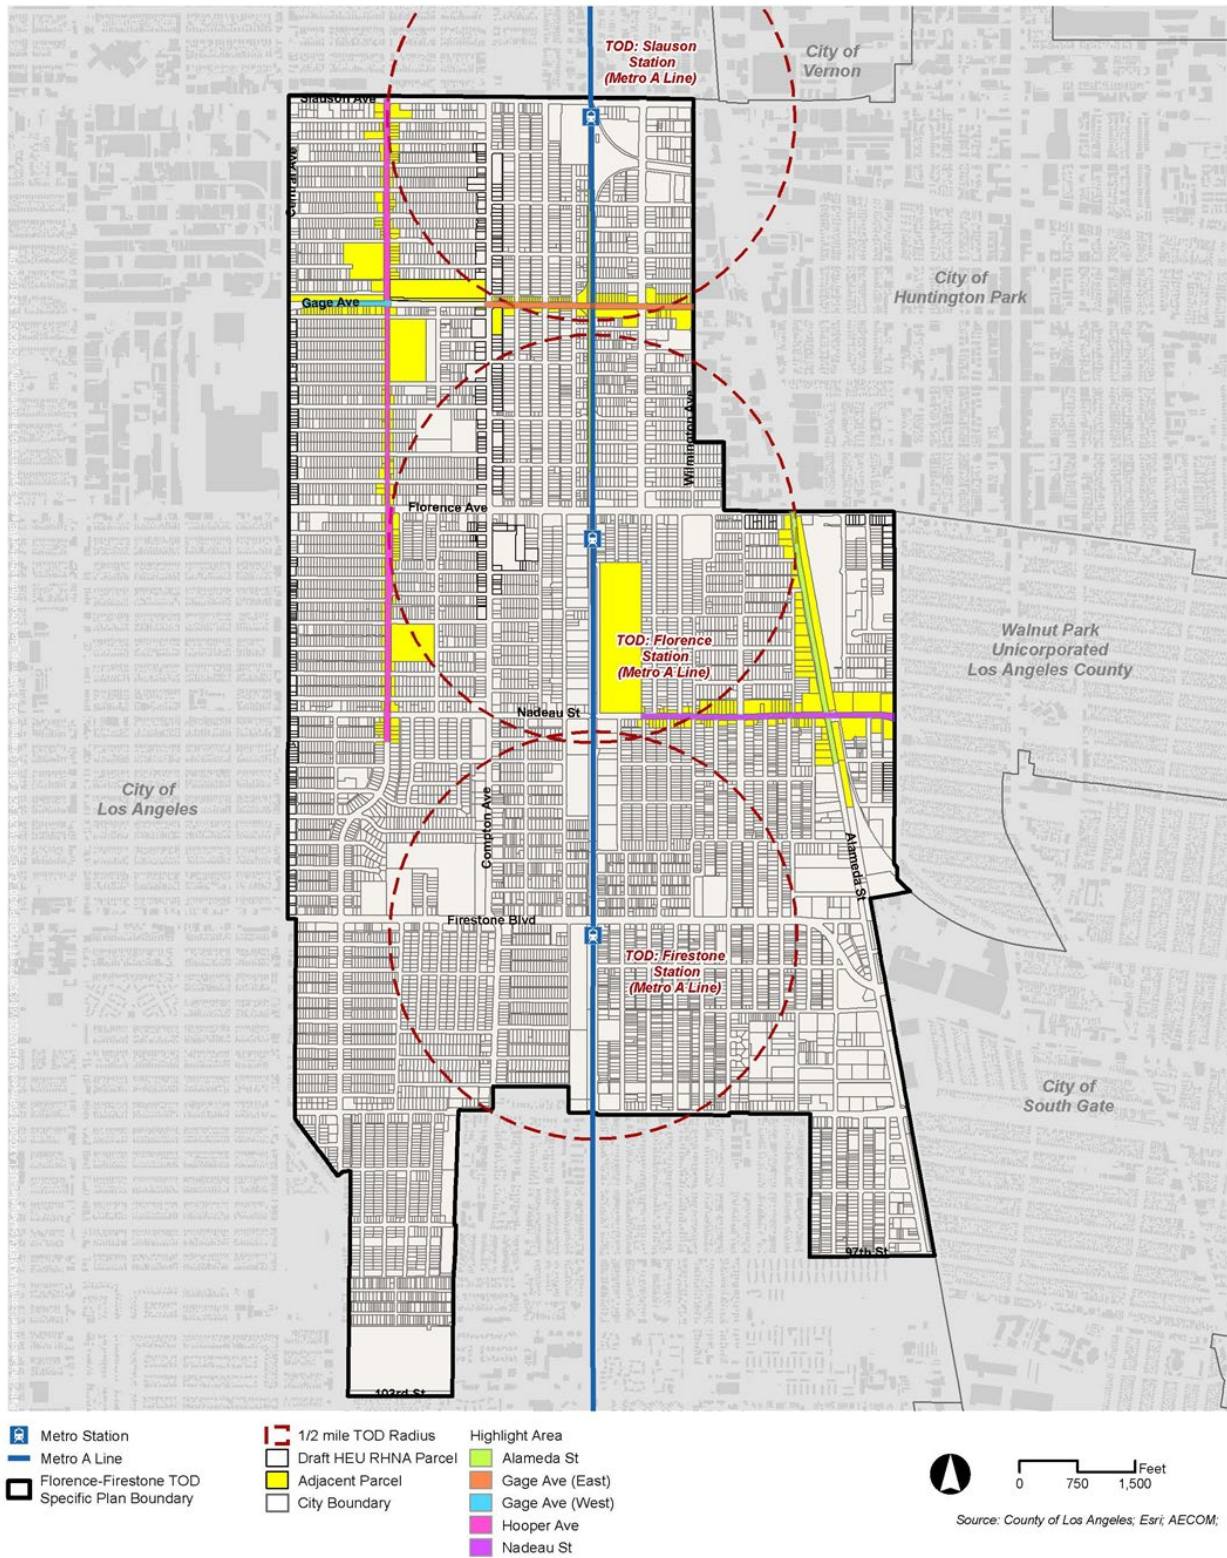 TOD: Slauson
Station
(Metro A Line)
City of
Vernon
Slauson Ave
Central Ave
City of
Huntington Park
Gage Ave
Wilmington Ave
Florence Ave
Walnut Park
Unicorporated
Los Angeles County
TOD: Florence
Station
(Metro A Line)
Nadeau St
City of
Los Angeles
Compton Ave
Alameda St
Firestone Blvd
TOD: Firestone
Station
(Metro A Line)
City of
South Gate
97th St
103rd St
Metro Station
Metro A Line
Florence-Firestone TOD
Specific Plan Boundary
1/2 mile TOD Radius
Draft HEU RHNA Parcel
Adjacent Parcel
City Boundary
Highlight Area
Alameda St
Gage Ave (East)
Gage Ave (West)
Hooper Ave
Nadeau St
Feet
0 750 1,500
Source: County of Los Angeles; Esri; AECOM;